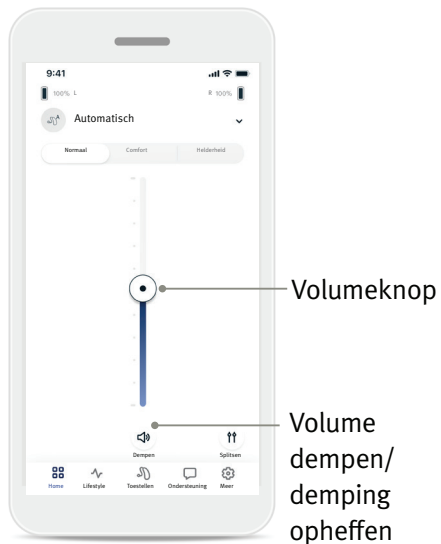 9:41
100% L
R 100%
Automatisch
Normaal Comfort Helderheid
Volumeknop
Volume
dempen/
demping
opheffen
Dempen Splitsen
Home Lifestyle Toestellen Ondersteuning Meer